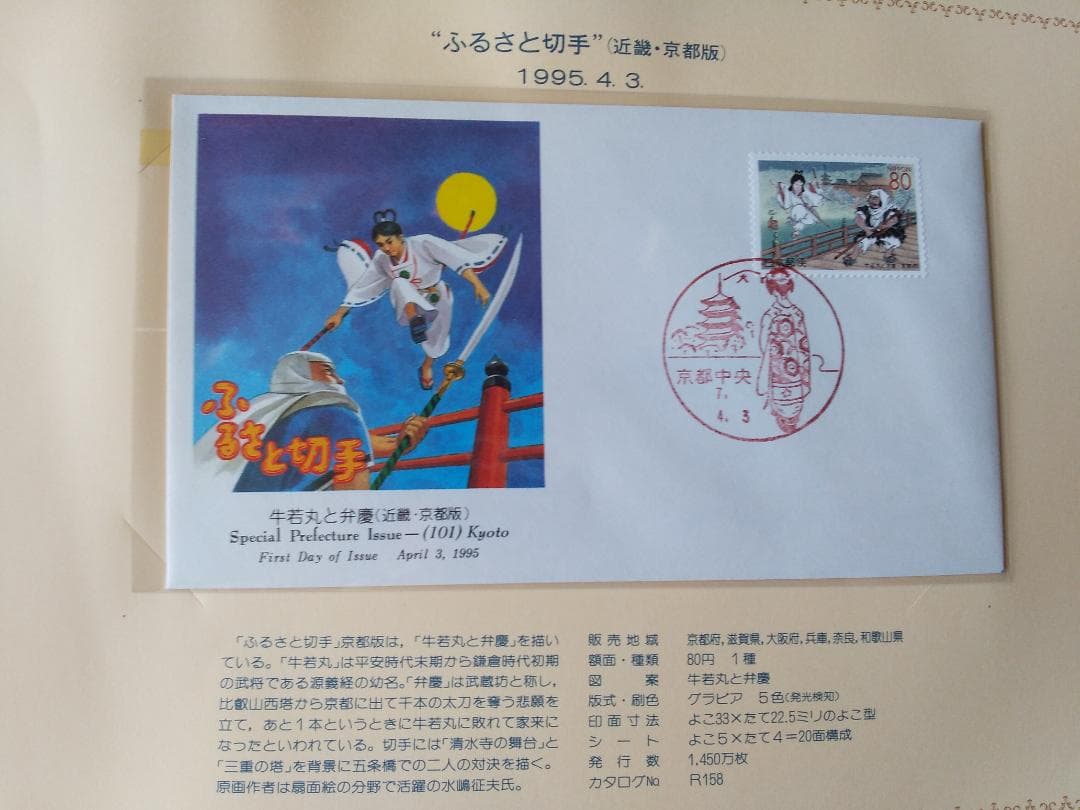 “ふるさと切手”(近畿・京都版)
1995. 4. 3.
NIPPON
80
京都中央
7.
4. 3
ふ
るさと切手
牛若丸と弁慶(近畿・京都版)
Special Prefecture Issue—(101) Kyoto
First Day of Issue April 3, 1995
「ふるさと切手」京都版は，「牛若丸と弁慶」を描い
ている。「牛若丸」は平安時代末期から鎌倉時代初期
の武将である源義経の幼名。「弁慶」は武蔵坊と称し，
比叡山西塔から京都に出て千本の太刀を奪う悲願を
立て，あと1本というときに牛若丸に敗れて家来に
なったといわれている。切手には「清水寺の舞台」と
「三重の塔」を背景に五条橋での二人の対決を描く。
原画作者は扇面絵の分野で活躍の水嶋征夫氏。
販売地域 京都府,滋賀県,大阪府,兵庫,奈良,和歌山県
額面・種類 80円 1種
図案 牛若丸と弁慶
版式・刷色 グラビア 5色(発光検知)
印面寸法 よこ33×たて22.5ミリのよこ型
シート よこ5×たて4＝20面構成
発行数 1,450万枚
カタログNo R158